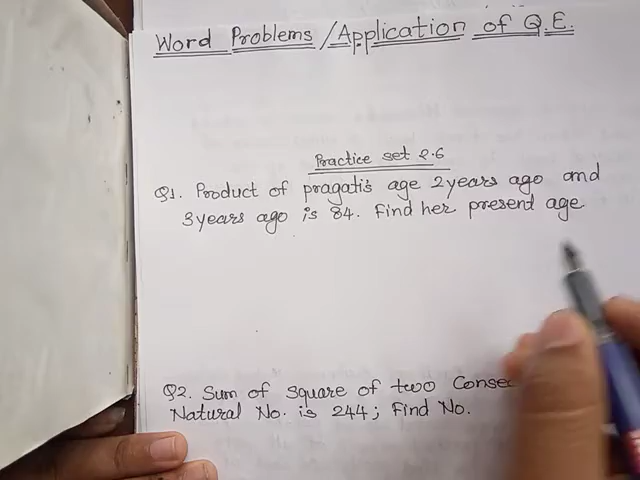 Word Problems / Application of Q.E.
Practice set 2.6
Q1. Product of pragati's age 2years ago and
3years ago is 84. Find her present age
Q2. Sum of square of two Consec
Natural No. is 244; Find No.